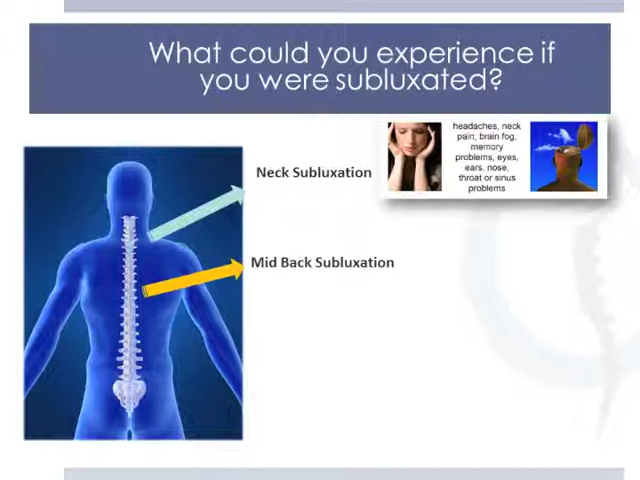 What could you experience if
you were subluxated?
headaches, neck
pain, brain fog,
memory
problems, eyes,
ears, nose,
throat or sinus
problems
Neck Subluxation
Mid Back Subluxation